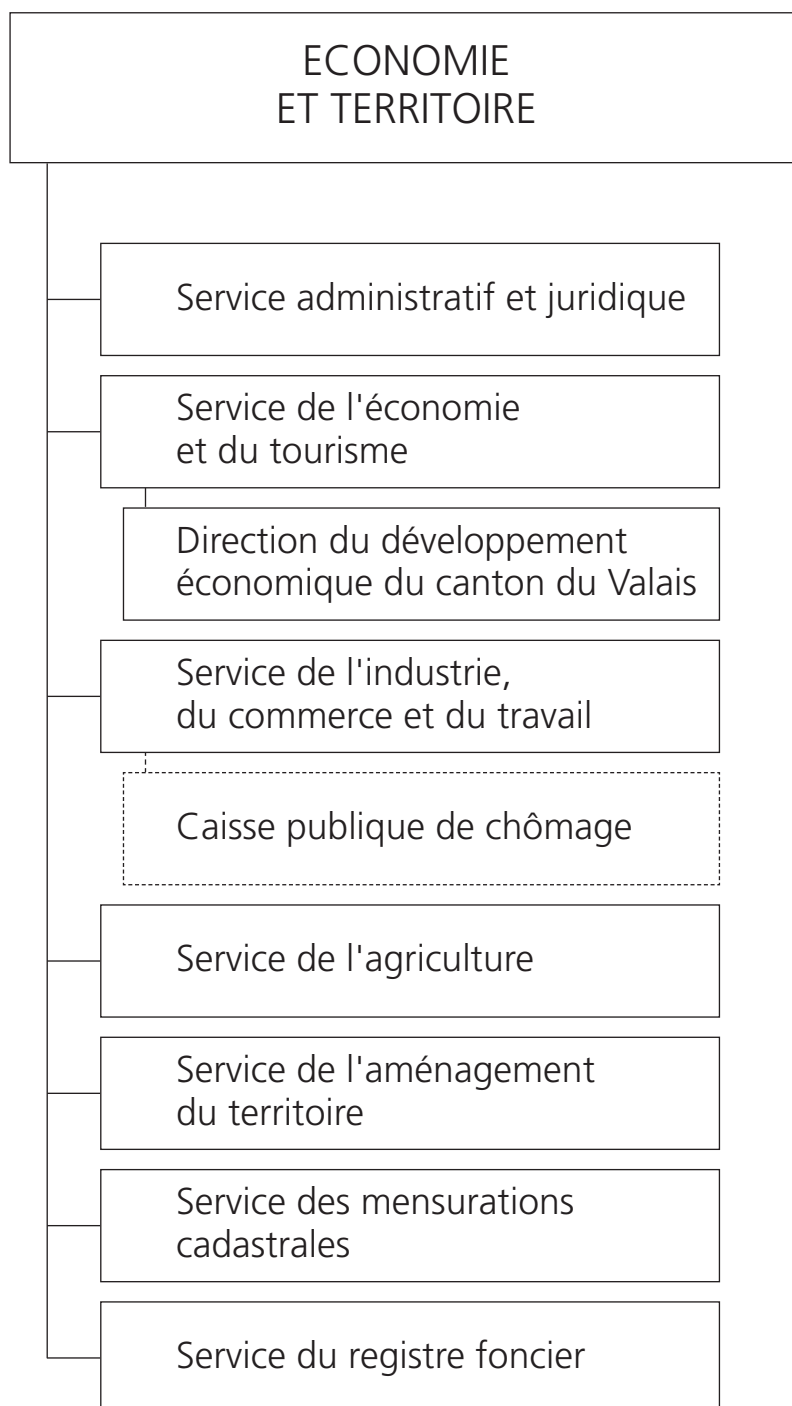 ECONOMIE
ET TERRITOIRE
Service administratif et juridique
Service de l'économie
et du tourisme
Direction du développement
économique du canton du Valais
Service de l'industrie,
du commerce et du travail
Caisse publique de chômage
Service de l'agriculture
Service de l'aménagement
du territoire
Service des mensurations
cadastrales
Service du registre foncier